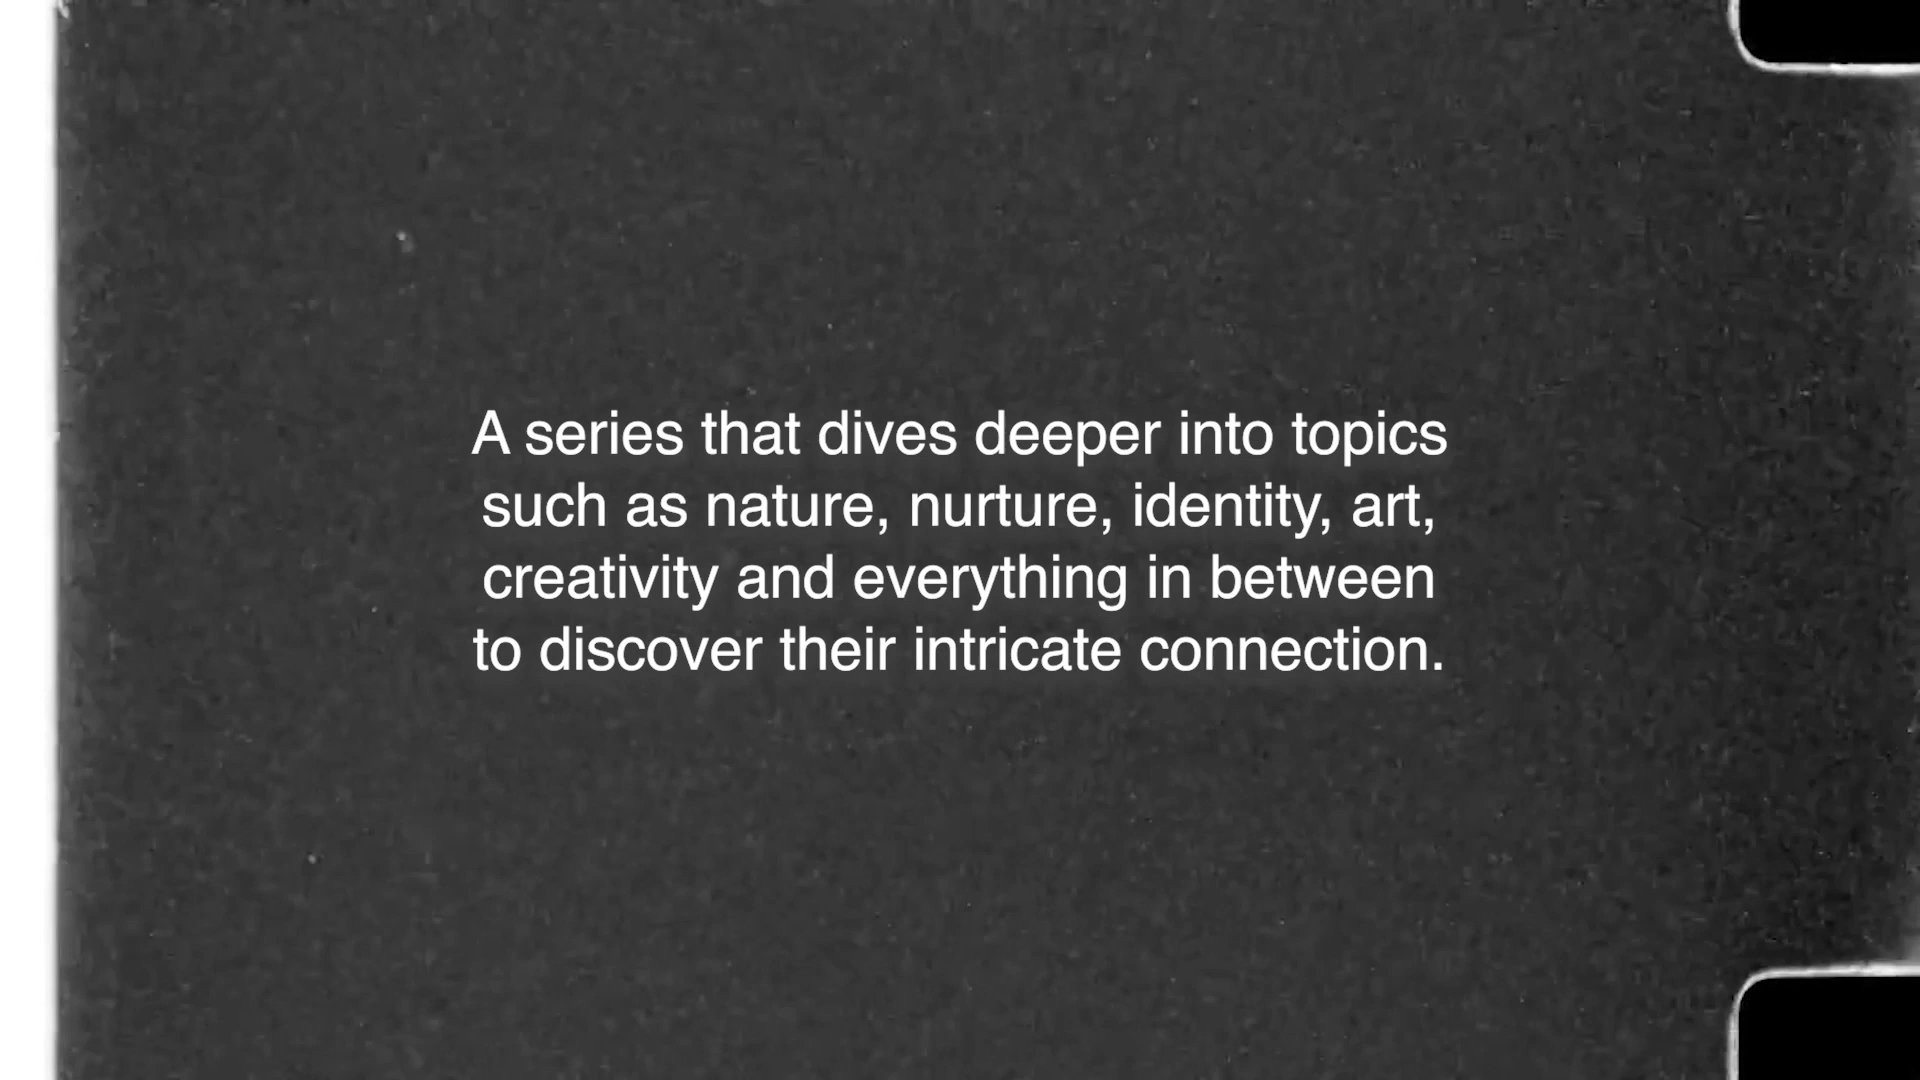 A series that dives deeper into topics
such as nature, nurture, identity, art,
creativity and everything in between
to discover their intricate connection.